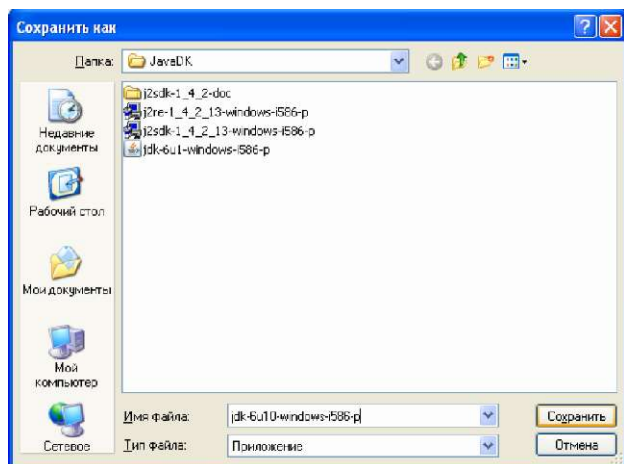 Сохранить как
Папка:
JavaDK
Недавние документы
Рабочий стол
Мои документы
Мой компьютер
Сетевое
j2sdk-1_4_2-doc
j2re-1_4_2_13-windows-i586-p
j2sdk-1_4_2_13-windows-i586-p
jdk-6u1-windows-i586-p
Имя файла:
jdk-6u10-windows-i586-p
Сохранить
Тип файла:
Приложение
Отмена